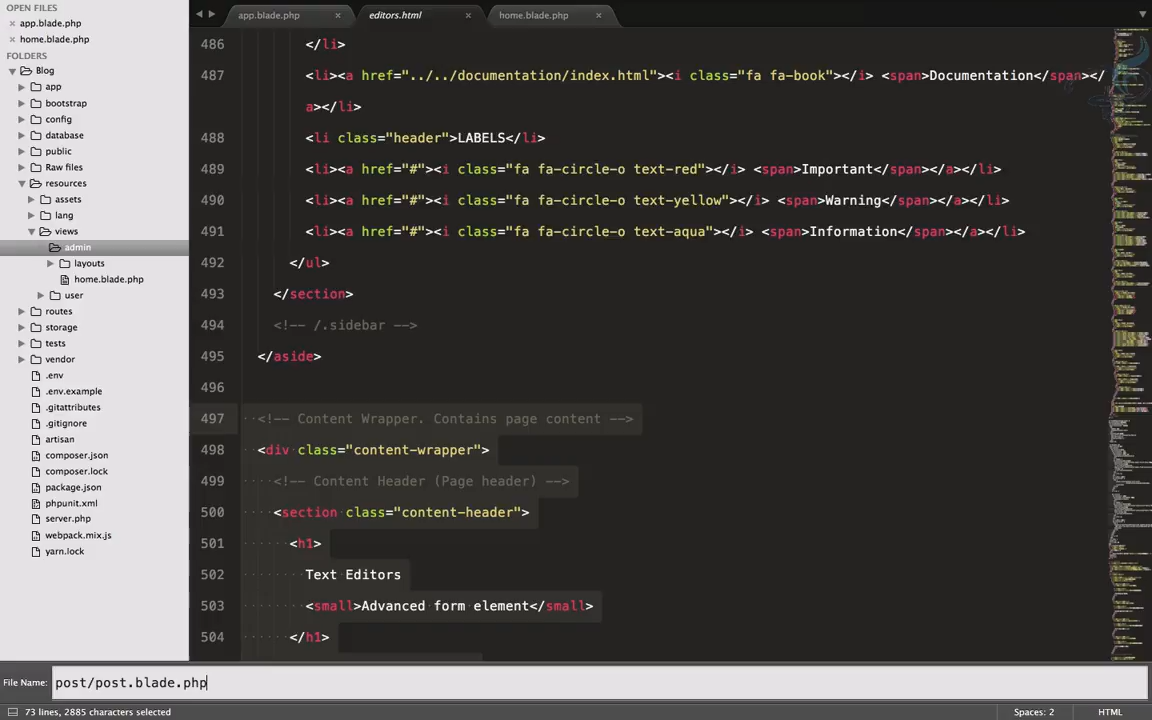 OPEN FILES
× app.blade.php
× home.blade.php
FOLDERS
Blog
app
bootstrap
config
database
public
Raw files
resources
assets
lang
views
admin
layouts
home.blade.php
user
routes
storage
tests
vendor
.env
.env.example
.gitattributes
.gitignore
artisan
composer.json
composer.lock
package.json
phpunit.xml
server.php
webpack.mix.js
yarn.lock
app.blade.php × editors.html × home.blade.php ×
486 </li>
487 <li><a href="../../documentation/index.html"><i class="fa fa-book"></i> <span>Documentation</span></
a></li>
488 <li class="header">LABELS</li>
489 <li><a href="#"><i class="fa fa-circle-o text-red"></i> <span>Important</span></a></li>
490 <li><a href="#"><i class="fa fa-circle-o text-yellow"></i> <span>Warning</span></a></li>
491 <li><a href="#"><i class="fa fa-circle-o text-aqua"></i> <span>Information</span></a></li>
492 </ul>
493 </section>
494 <!-- /.sidebar -->
495 </aside>
496
497 <!-- Content Wrapper. Contains page content -->
498 <div class="content-wrapper">
499 <!-- Content Header (Page header) -->
500 <section class="content-header">
501 <h1>
502 Text Editors
503 <small>Advanced form element</small>
504 </h1>
File Name: post/post.blade.php
73 lines, 2885 characters selected Spaces: 2 HTML